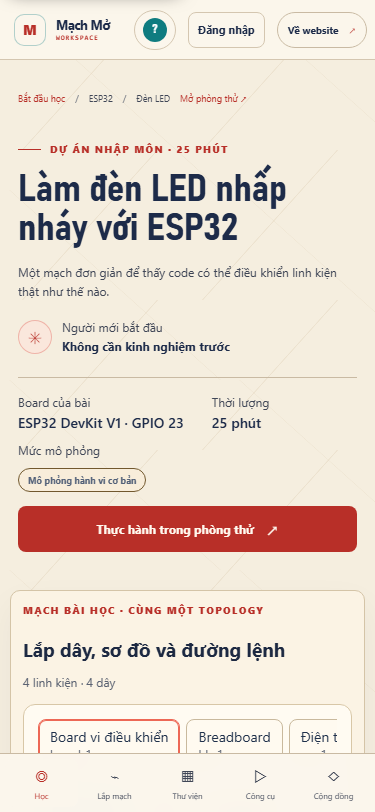 M
Mạch Mở
WORKSPACE
?
Đăng nhập
Về website ↗
Bắt đầu học / ESP32 / Đèn LED Mở phỏng thử ↗
DỰ ÁN NHẬP MÔN · 25 PHÚT
Làm đèn LED nhấp
nháy với ESP32
Một mạch đơn giản để thấy code có thể điều khiển linh kiện
thật như thế nào.
Người mới bắt đầu
Không cần kinh nghiệm trước
Board của bài
ESP32 DevKit V1 · GPIO 23
Thời lượng
25 phút
Mức mô phỏng
Mô phỏng hành vi cơ bản
Thực hành trong phòng thử ↗
MẠCH BÀI HỌC · CÙNG MỘT TOPOLOGY
Lắp dây, sơ đồ và đường lệnh
4 linh kiện · 4 dây
Board vi điều khiển
Breadboard
Điện t
Học
Lắp mạch
Thư viện
Công cụ
Cộng đồng